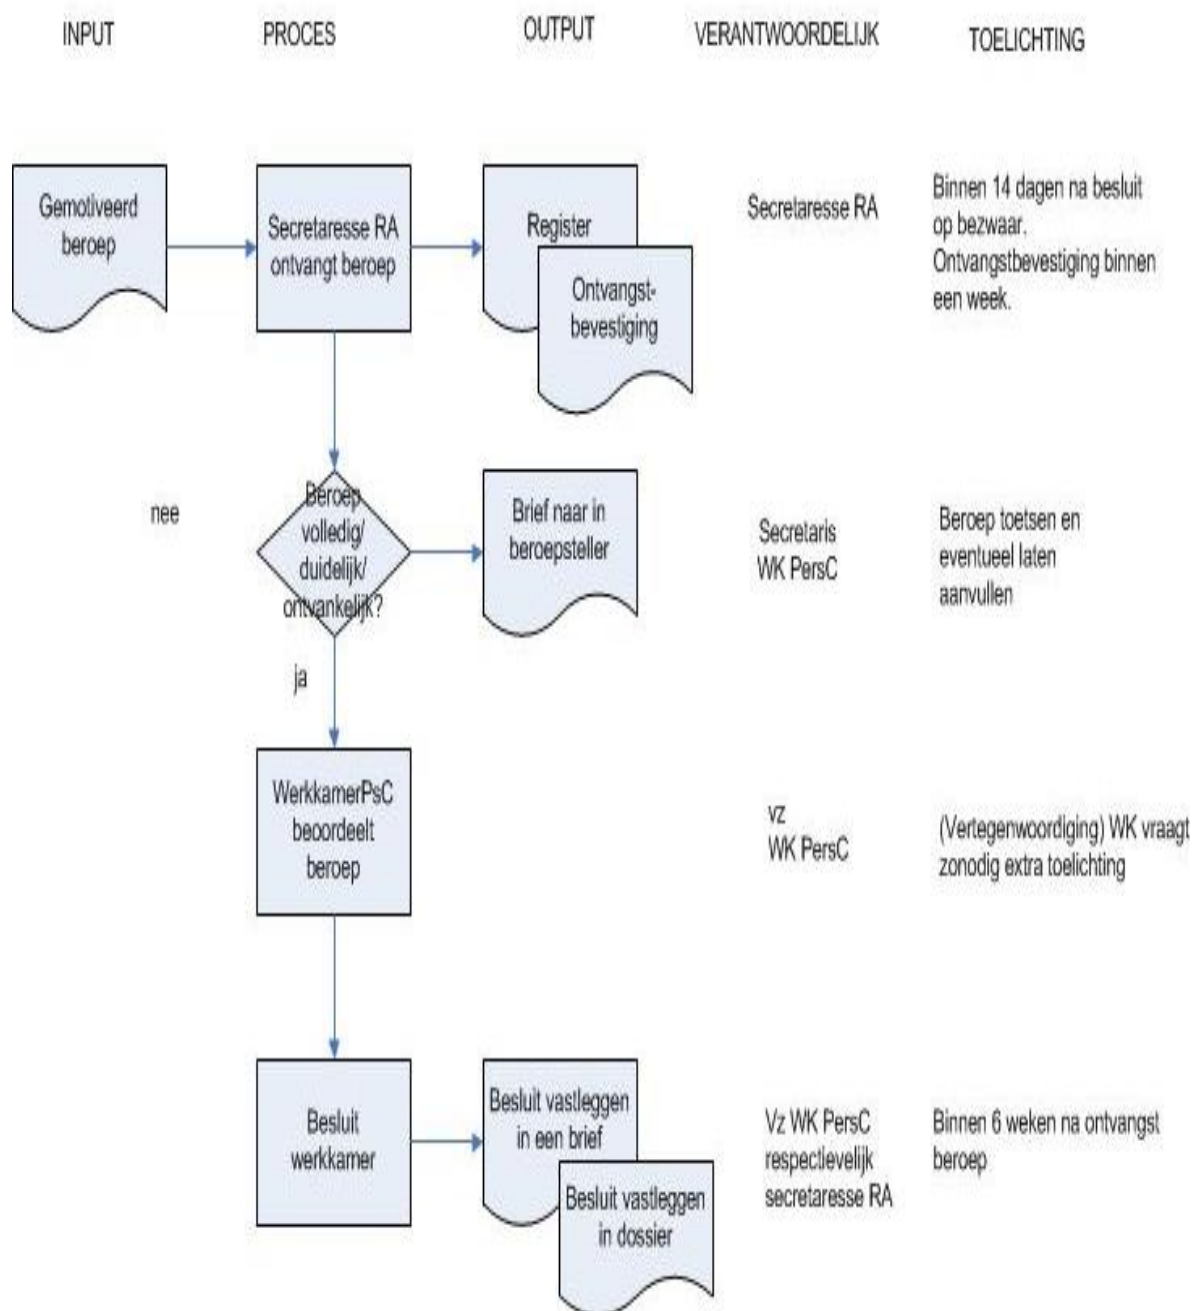 INPUT
PROCES
OUTPUT
VERANTWOORDELIJK
TOELICHTING
Gemotiveerd
beroep
Secretaresse RA
ontvangt beroep
Register
Ontvangst-
bevestiging
Secretaresse RA
Binnen 14 dagen na besluit
op bezwaar.
Ontvangstbevestiging binnen
een week.
nee
Beroep
volledig/
duidelijk/
ontvankelijk?
Brief naar in
beroepsteller
Secretaris
WK PersC
Beroep toetsen en
eventueel laten
aanvullen
ja
WerkkamerPsC
beoordeelt
beroep
vz
WK PersC
(Vertegenwoordiging) WK vraagt
zonodig extra toelichting
Besluit
werkkamer
Besluit vastleggen
in een brief
Besluit vastleggen
in dossier
Vz WK PersC
respectievelijk
secretaresse RA
Binnen 6 weken na ontvangst
beroep